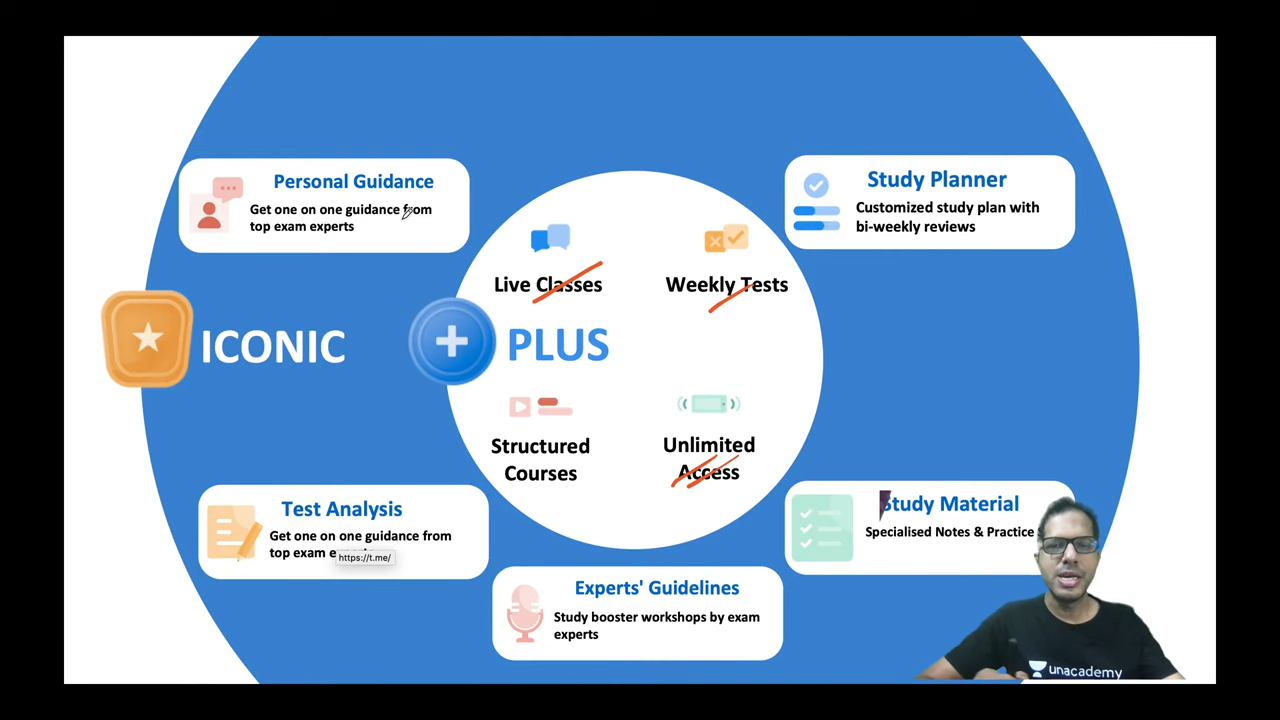 Personal Guidance
Get one on one guidance from
top exam experts
Study Planner
Customized study plan with
bi-weekly reviews
Live Classes
Weekly Tests
ICONIC
PLUS
Structured
Courses
Unlimited
Access
Test Analysis
Get one on one guidance from
top exam
https://t.me/
Study Material
Specialised Notes & Practice
Experts' Guidelines
Study booster workshops by exam
experts
unacademy